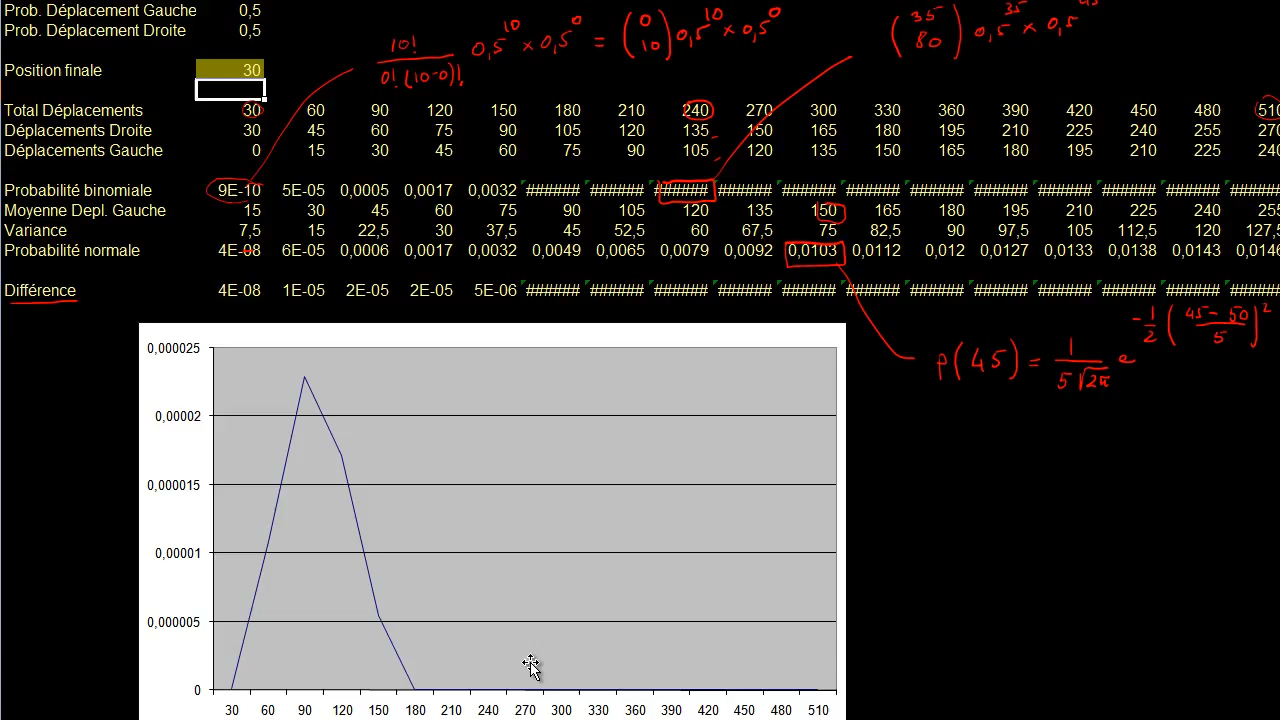 Prob. Déplacement Gauche 0,5
Prob. Déplacement Droite 0,5
10! / 0! (10-0)! 0,5^10 × 0,5^0 = (0 10) 0,5^10 × 0,5^0
(35 80) 0,5^35 × 0,5
Position finale 30
Total Déplacements 30 60 90 120 150 180 210 240 270 300 330 360 390 420 450 480 510
Déplacements Droite 30 45 60 75 90 105 120 135 150 165 180 195 210 225 240 255 270
Déplacements Gauche 0 15 30 45 60 75 90 105 120 135 150 165 180 195 210 225 240
Probabilité binomiale 9E-10 5E-05 0,0005 0,0017 0,0032 ###### ###### ###### ###### ###### ###### ###### ###### ###### ###### ###### ######
Moyenne Depl. Gauche 15 30 45 60 75 90 105 120 135 150 165 180 195 210 225 240 255
Variance 7,5 15 22,5 30 37,5 45 52,5 60 67,5 75 82,5 90 97,5 105 112,5 120 127,5
Probabilité normale 4E-08 6E-05 0,0006 0,0017 0,0032 0,0049 0,0065 0,0079 0,0092 0,0103 0,0112 0,012 0,0127 0,0133 0,0138 0,0143 0,0146
Différence 4E-08 1E-05 2E-05 2E-05 5E-06 ###### ###### ###### ###### ###### ###### ###### ###### ###### ###### ###### ######
p(45) = 1 / 5√2π e^-1/2 (45-50 / 5)^2
0,000025
0,00002
0,000015
0,00001
0,000005
0
30 60 90 120 150 180 210 240 270 300 330 360 390 420 450 480 510